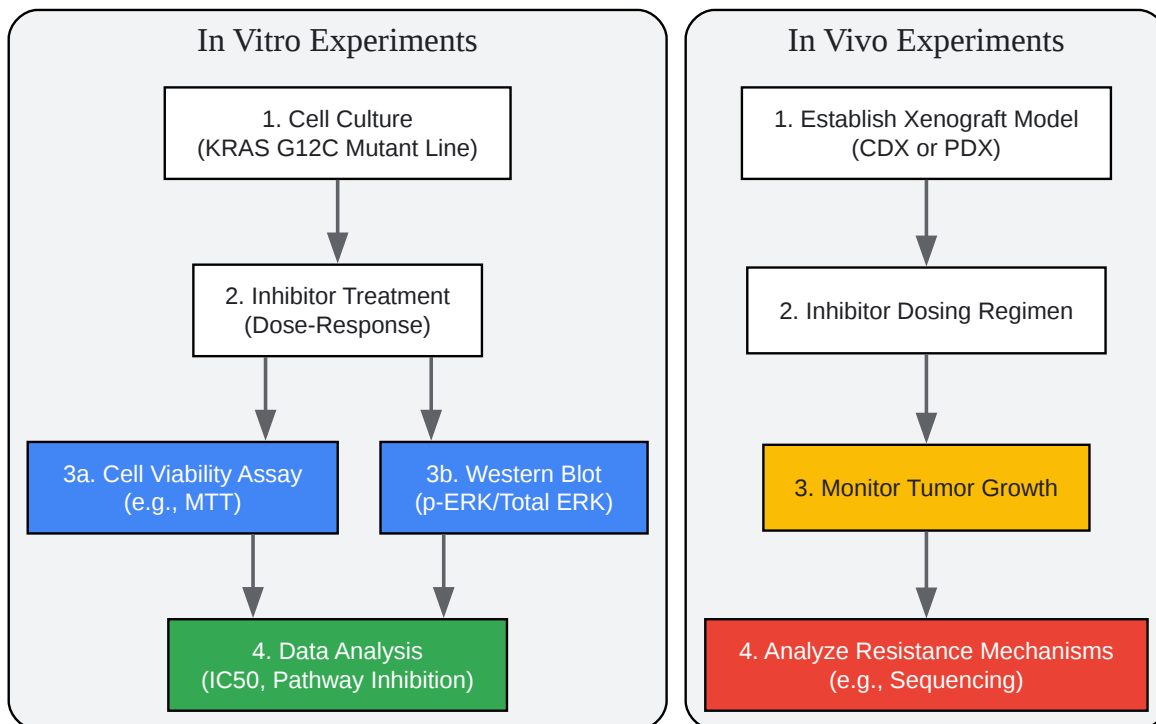 In Vitro Experiments
1. Cell Culture
(KRAS G12C Mutant Line)
2. Inhibitor Treatment
(Dose-Response)
3a. Cell Viability Assay
(e.g., MTT)
3b. Western Blot
(p-ERK/Total ERK)
4. Data Analysis
(IC50, Pathway Inhibition)
In Vivo Experiments
1. Establish Xenograft Model
(CDX or PDX)
2. Inhibitor Dosing Regimen
3. Monitor Tumor Growth
4. Analyze Resistance Mechanisms
(e.g., Sequencing)